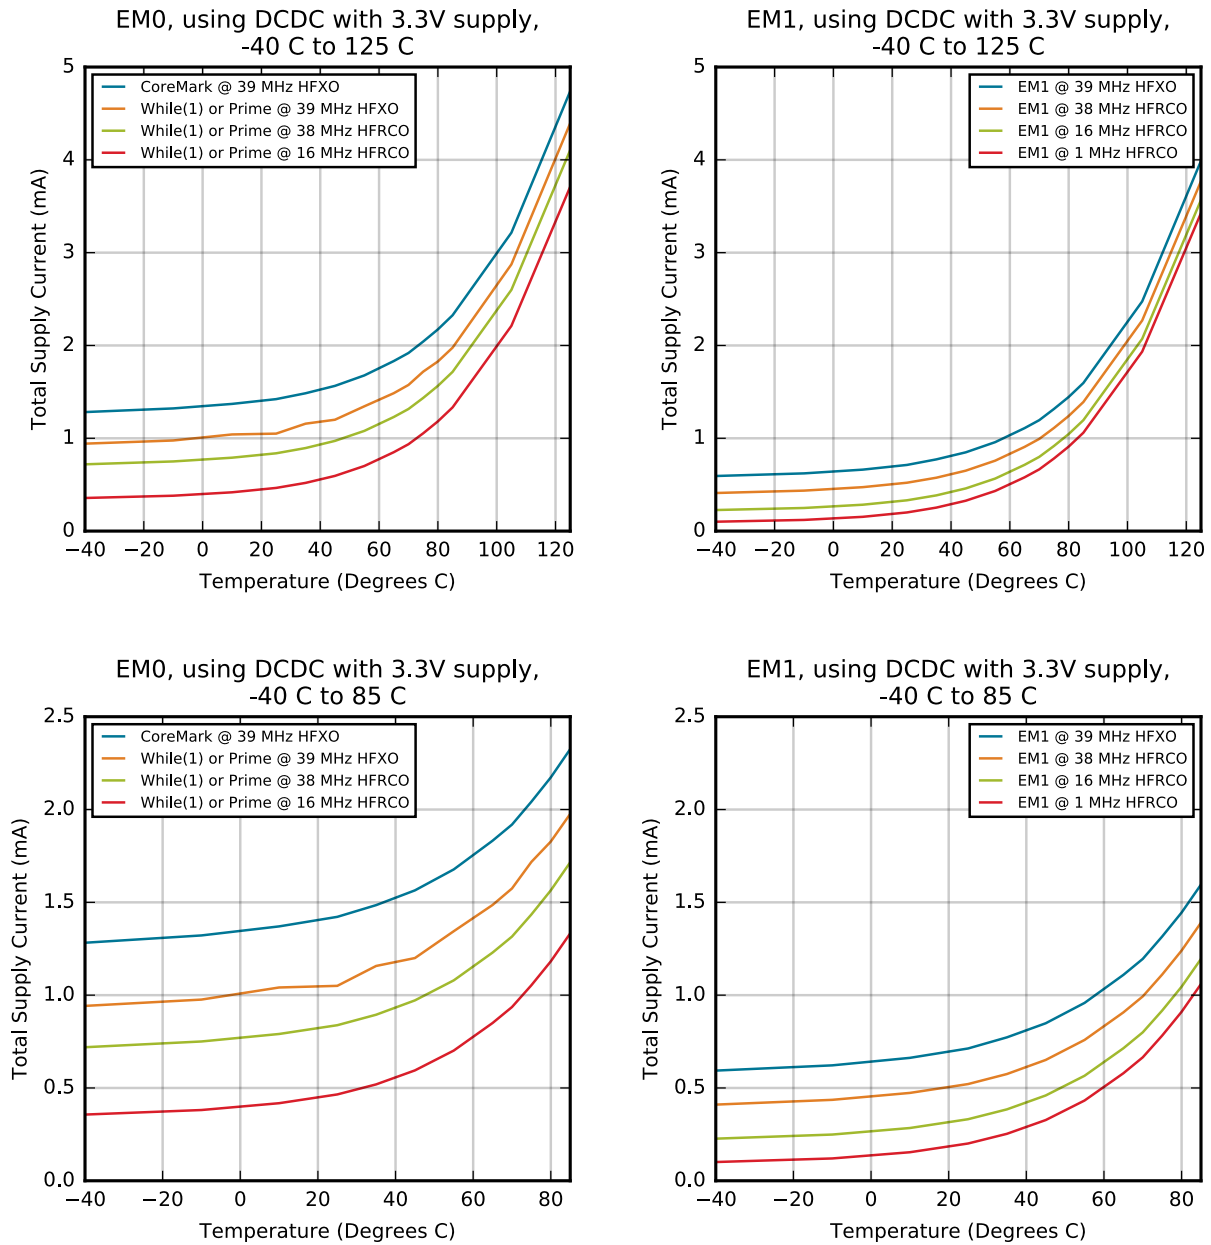 EM0, using DCDC with 3.3V supply,
-40 C to 125 C
5
4
3
2
1
0
Total Supply Current (mA)
CoreMark @ 39 MHz HFXO
While(1) or Prime @ 39 MHz HFXO
While(1) or Prime @ 38 MHz HFRCO
While(1) or Prime @ 16 MHz HFRCO
−40 −20 0 20 40 60 80 100 120
Temperature (Degrees C)
EM1, using DCDC with 3.3V supply,
-40 C to 125 C
5
4
3
2
1
0
Total Supply Current (mA)
EM1 @ 39 MHz HFXO
EM1 @ 38 MHz HFRCO
EM1 @ 16 MHz HFRCO
EM1 @ 1 MHz HFRCO
−40 −20 0 20 40 60 80 100 120
Temperature (Degrees C)
EM0, using DCDC with 3.3V supply,
-40 C to 85 C
2.5
2.0
1.5
1.0
0.5
0.0
Total Supply Current (mA)
CoreMark @ 39 MHz HFXO
While(1) or Prime @ 39 MHz HFXO
While(1) or Prime @ 38 MHz HFRCO
While(1) or Prime @ 16 MHz HFRCO
−40 −20 0 20 40 60 80
Temperature (Degrees C)
EM1, using DCDC with 3.3V supply,
-40 C to 85 C
2.5
2.0
1.5
1.0
0.5
0.0
Total Supply Current (mA)
EM1 @ 39 MHz HFXO
EM1 @ 38 MHz HFRCO
EM1 @ 16 MHz HFRCO
EM1 @ 1 MHz HFRCO
−40 −20 0 20 40 60 80
Temperature (Degrees C)